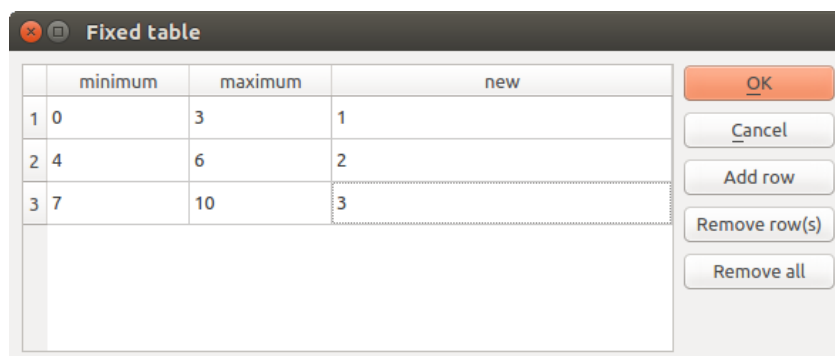 Fixed table
minimum maximum new
1 0 3 1
2 4 6 2
3 7 10 3
OK
Cancel
Add row
Remove row(s)
Remove all